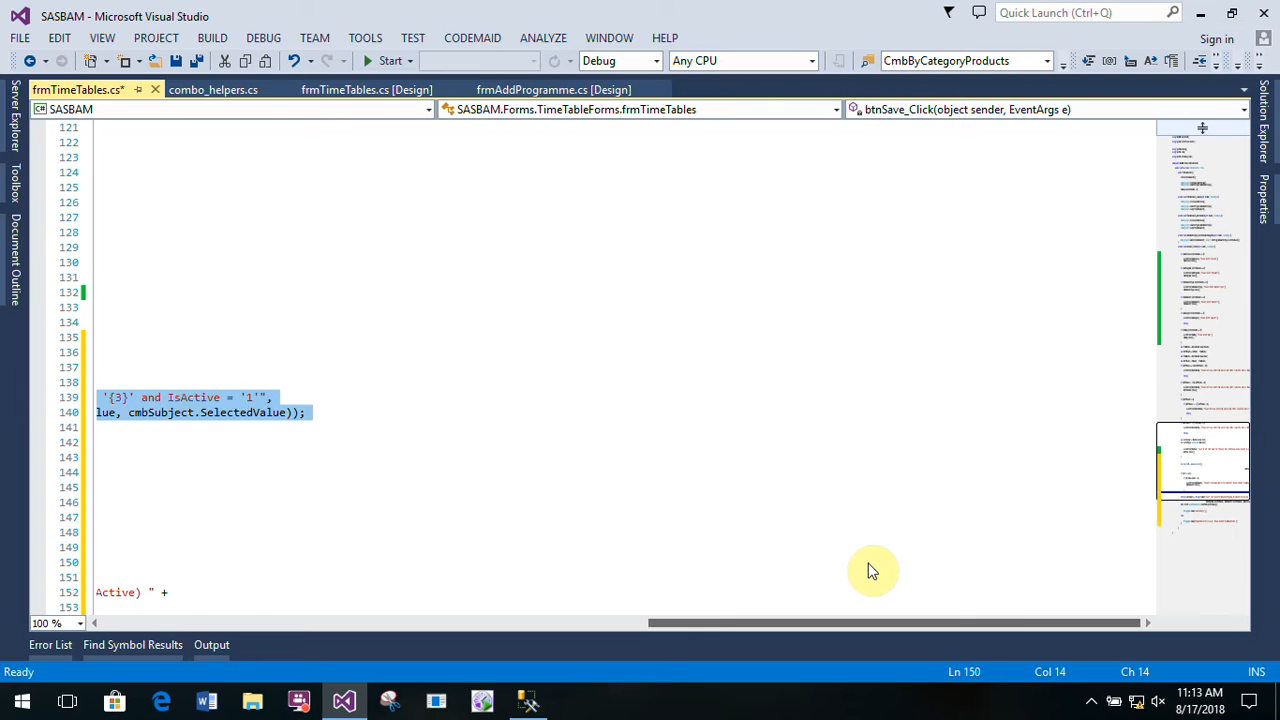 SASBAM - Microsoft Visual Studio
Quick Launch (Ctrl+Q)
FILE EDIT VIEW PROJECT BUILD DEBUG TEAM TOOLS TEST CODEMAID ANALYZE WINDOW HELP
Sign in
Start Debug Any CPU CmbByCategoryProducts
frmTimeTables.cs* combo_helpers.cs frmTimeTables.cs [Design] frmAddProgramme.cs [Design]
SASBAM SASBAM.Forms.TimeTableForms.frmTimeTables btnSave_Click(object sender, EventArgs e)
Server Explorer
Toolbox
Document Outline
Solution Explorer
Properties
121
122
123
124
125
126
127
128
129
130
131
132
133
134
135
136
137
138
139 '{3}' and IsActive = '1'",
140 lue, cmbSubject.SelectedValue));
141
142
143
144
145
146
147
148
149
150
151
152 Active) " +
153
100 %
Error List Find Symbol Results Output
Ready Ln 150 Col 14 Ch 14 INS
11:13 AM
8/17/2018